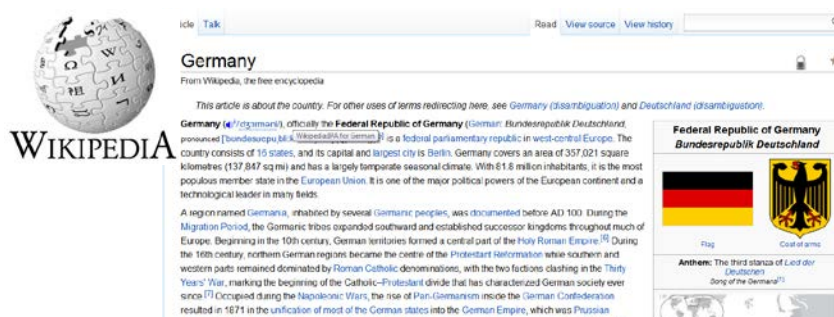 icle Talk Read View source View history
WIKIPEDIA
Germany
From Wikipedia, the free encyclopedia
This article is about the country. For other uses of terms redirecting here, see Germany (disambiguation) and Deutschland (disambiguation).
Germany ( officially the Federal Republic of Germany (German: Bundesrepublik Deutschland,
pronounced Wikipedia:IPA for German is a federal parliamentary republic in west-central Europe. The
country consists of 16 states, and its capital and largest city is Berlin. Germany covers an area of 357,021 square
kilometres (137,847 sq mi) and has a largely temperate seasonal climate. With 81.8 million inhabitants, it is the most
populous member state in the European Union. It is one of the major political powers of the European continent and a
technological leader in many fields.
A region named Germania, inhabited by several Germanic peoples, was documented before AD 100. During the
Migration Period, the Germanic tribes expanded southward and established successor kingdoms throughout much of
Europe. Beginning in the 10th century, German territories formed a central part of the Holy Roman Empire.[6] During
the 16th century, northern German regions became the centre of the Protestant Reformation while southern and
western parts remained dominated by Roman Catholic denominations, with the two factions clashing in the Thirty
Years' War, marking the beginning of the Catholic–Protestant divide that has characterized German society ever
since.[7] Occupied during the Napoleonic Wars, the rise of Pan-Germanism inside the German Confederation
resulted in 1871 in the unification of most of the German states into the German Empire, which was Prussian
Federal Republic of Germany
Bundesrepublik Deutschland
Flag Coat of arms
Anthem: The third stanza of Lied der
Deutschen
Song of the Germans